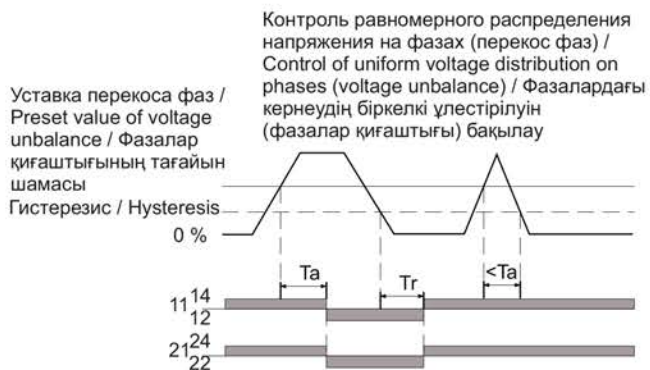 Контроль равномерного распределения
напряжения на фазах (перекос фаз) /
Control of uniform voltage distribution on
phases (voltage unbalance) / Фазалардағы
кернеудің біркелкі ұлестірілуін
(фазалар қиғаштығы) бақылау
Уставка перекоса фаз /
Preset value of voltage
unbalance / Фазалар
қиғаштығының тағайын
шамасы
Гистерезис / Hysteresis
0 %
Ta
Tr
<Ta
11 14
12
21 24
22